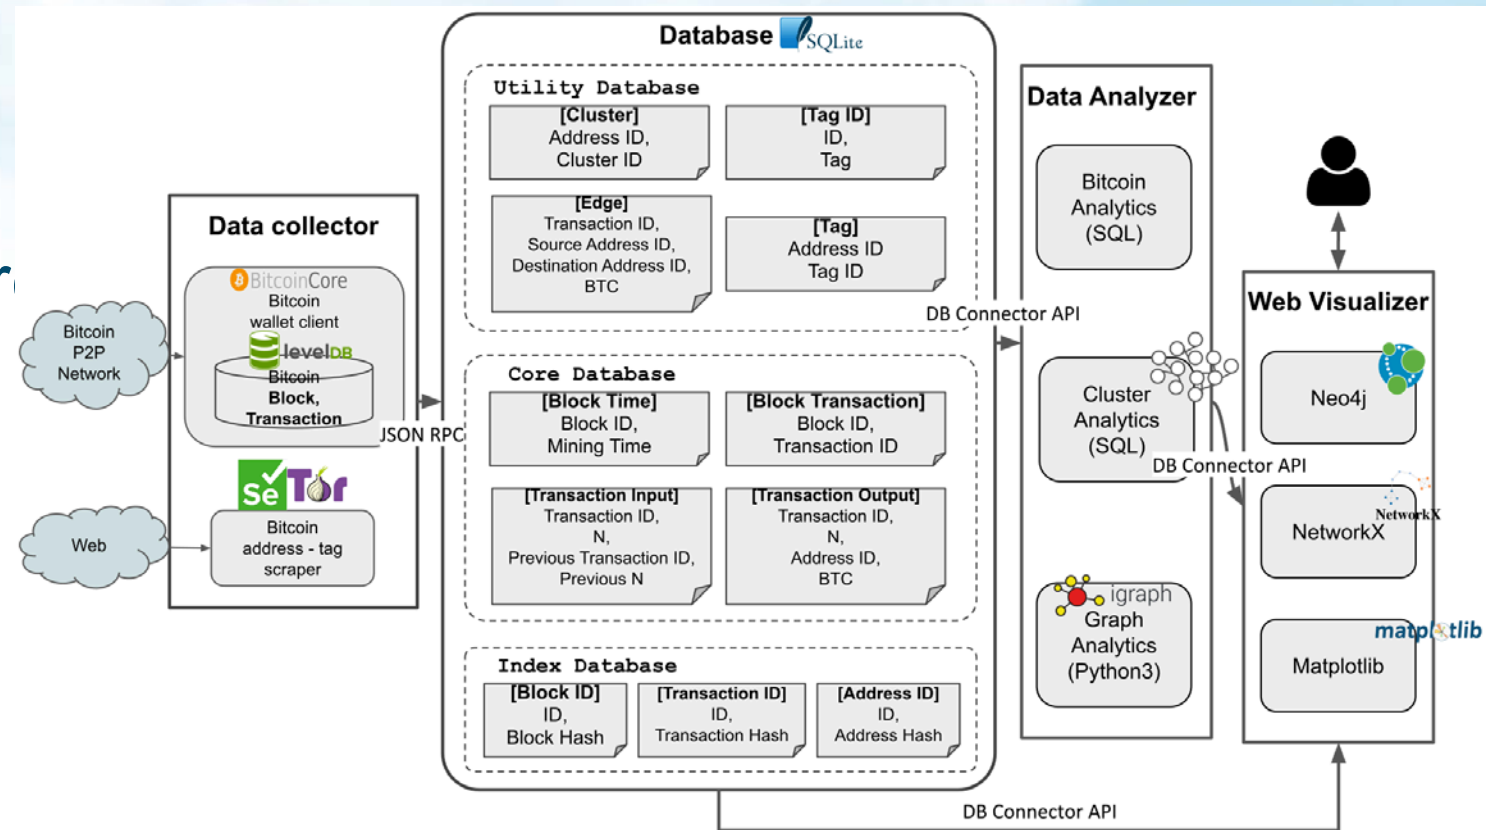 Database SQLite
Utility Database
[Cluster]
Address ID,
Cluster ID
[Tag ID]
ID,
Tag
[Edge]
Transaction ID,
Source Address ID,
Destination Address ID,
BTC
[Tag]
Address ID
Tag ID
Core Database
[Block Time]
Block ID,
Mining Time
[Block Transaction]
Block ID,
Transaction ID
[Transaction Input]
Transaction ID,
N,
Previous Transaction ID,
Previous N
[Transaction Output]
Transaction ID,
N,
Address ID,
BTC
Index Database
[Block ID]
ID,
Block Hash
[Transaction ID]
ID,
Transaction Hash
[Address ID]
ID,
Address Hash
Data collector
BitcoinCore
Bitcoin
wallet client
levelDB
Bitcoin
Block,
Transaction
Se Tor
Bitcoin
address - tag
scraper
Bitcoin
P2P
Network
Web
JSON RPC
DB Connector API
Data Analyzer
Bitcoin
Analytics
(SQL)
Cluster
Analytics
(SQL)
igraph
Graph
Analytics
(Python3)
DB Connector API
Web Visualizer
Neo4j
NetworkX
NetworkX
matplotlib
Matplotlib
DB Connector API